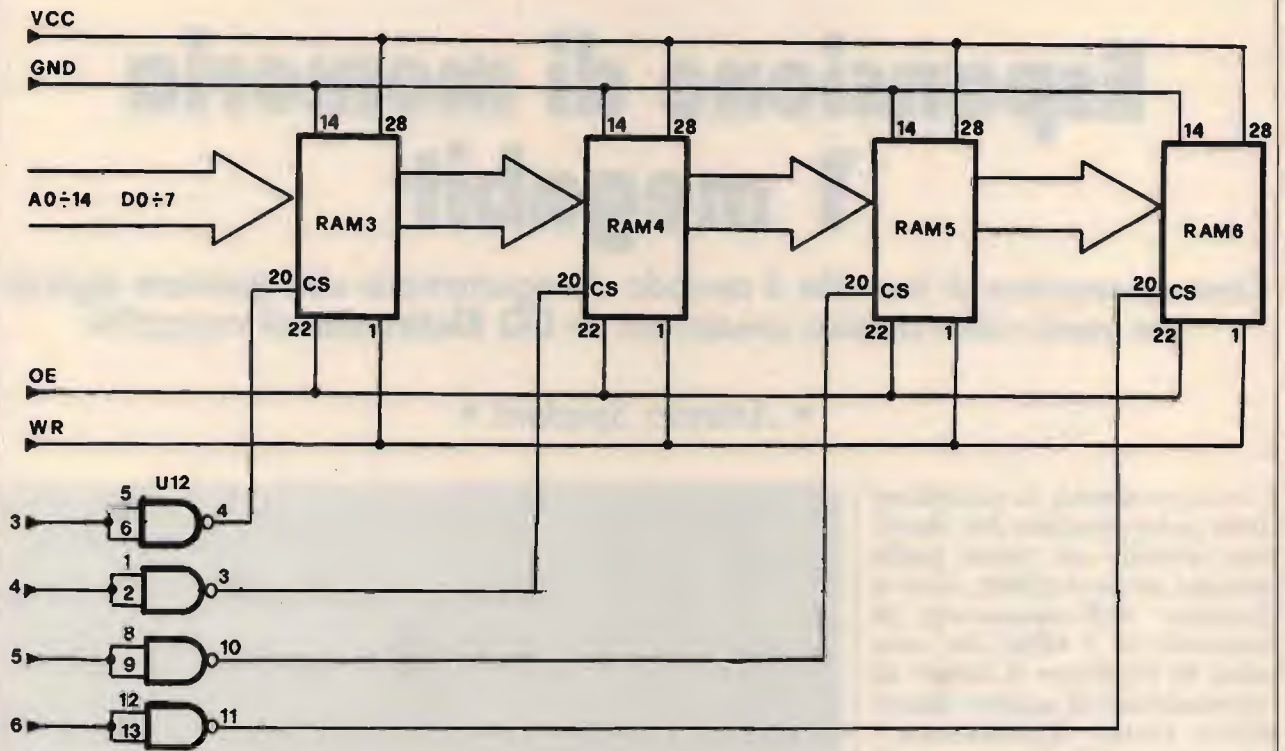 VCC
GND
14 28 14 28 14 28 14 28
A0÷14 D0÷7
RAM3 RAM4 RAM5 RAM6
20 CS 20 CS 20 CS 20 CS
22 1 22 1 22 1 22 1
OE
WR
U12
3 5 6 4
4 1 2 3
5 8 9 10
6 12 13 11